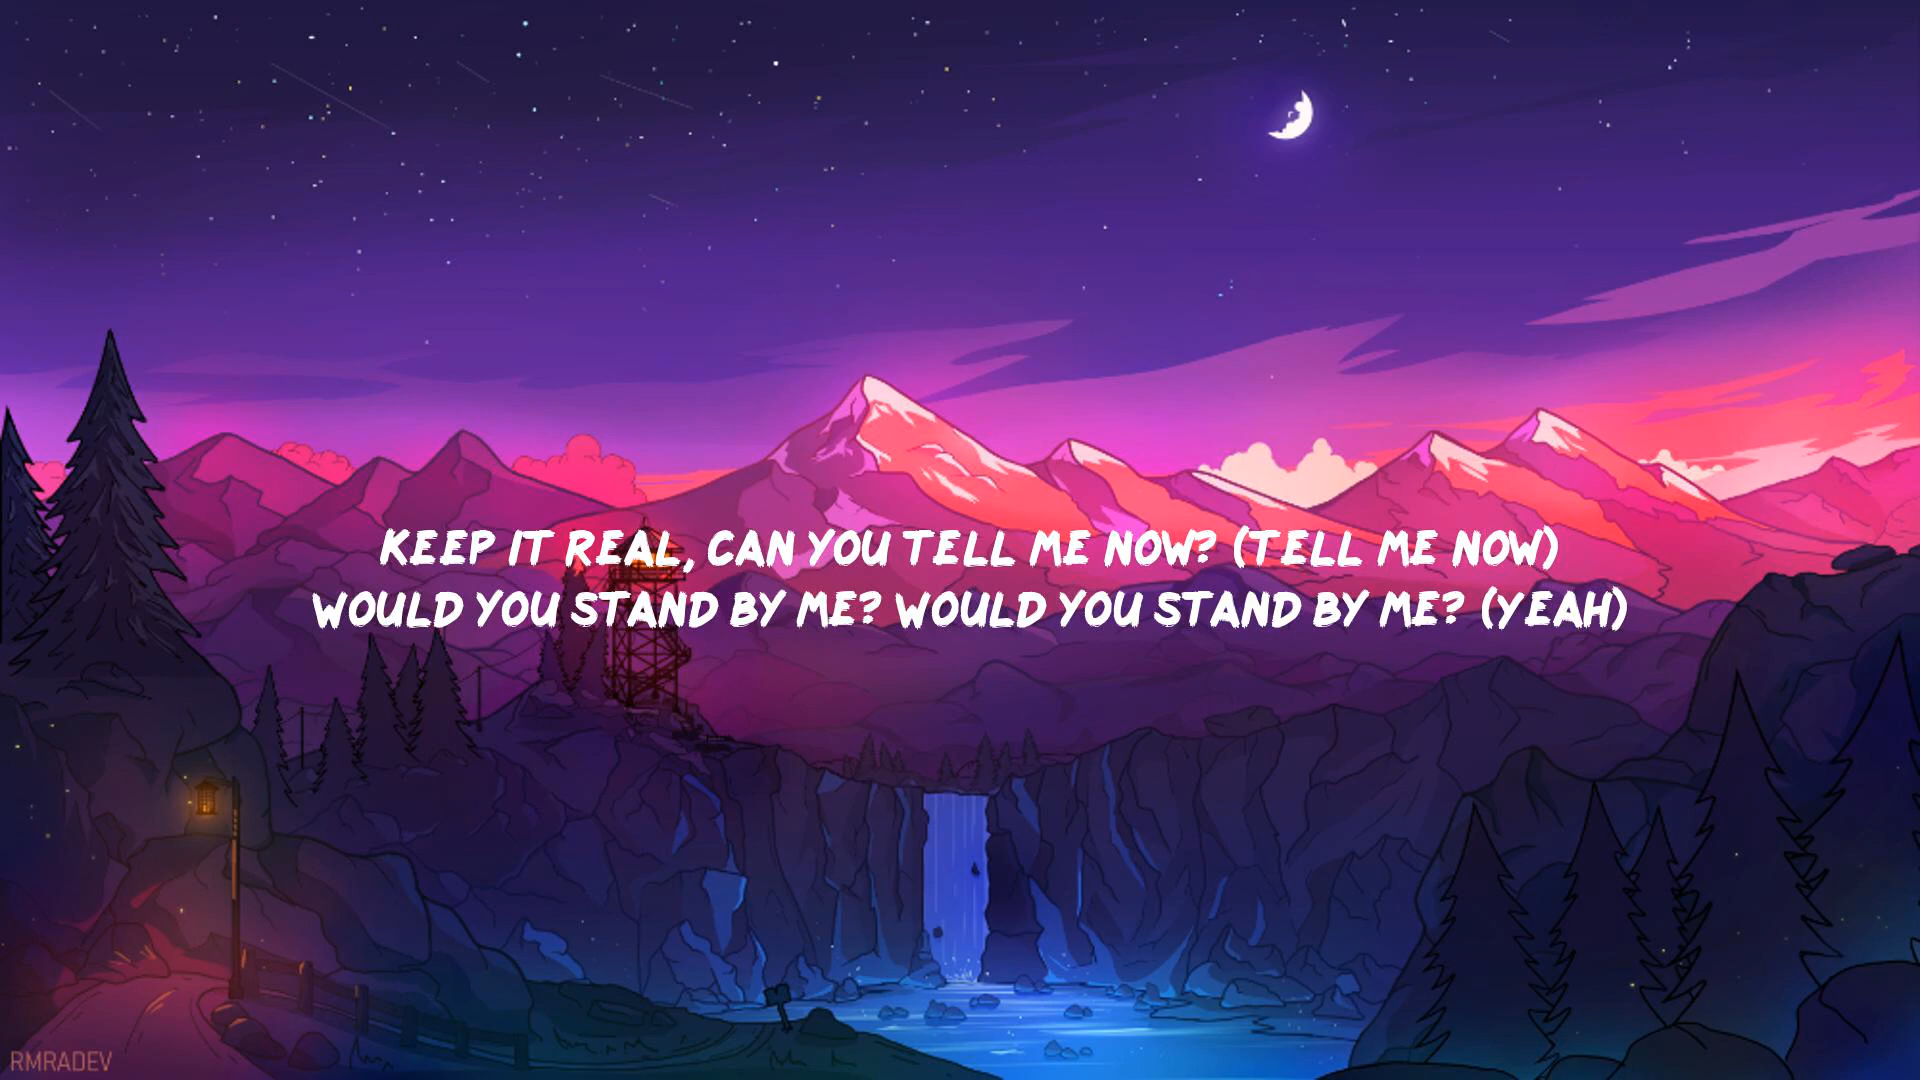 KEEP IT REAL, CAN YOU TELL ME NOW? (TELL ME NOW)
WOULD YOU STAND BY ME? WOULD YOU STAND BY ME? (YEAH)
RMRADEV